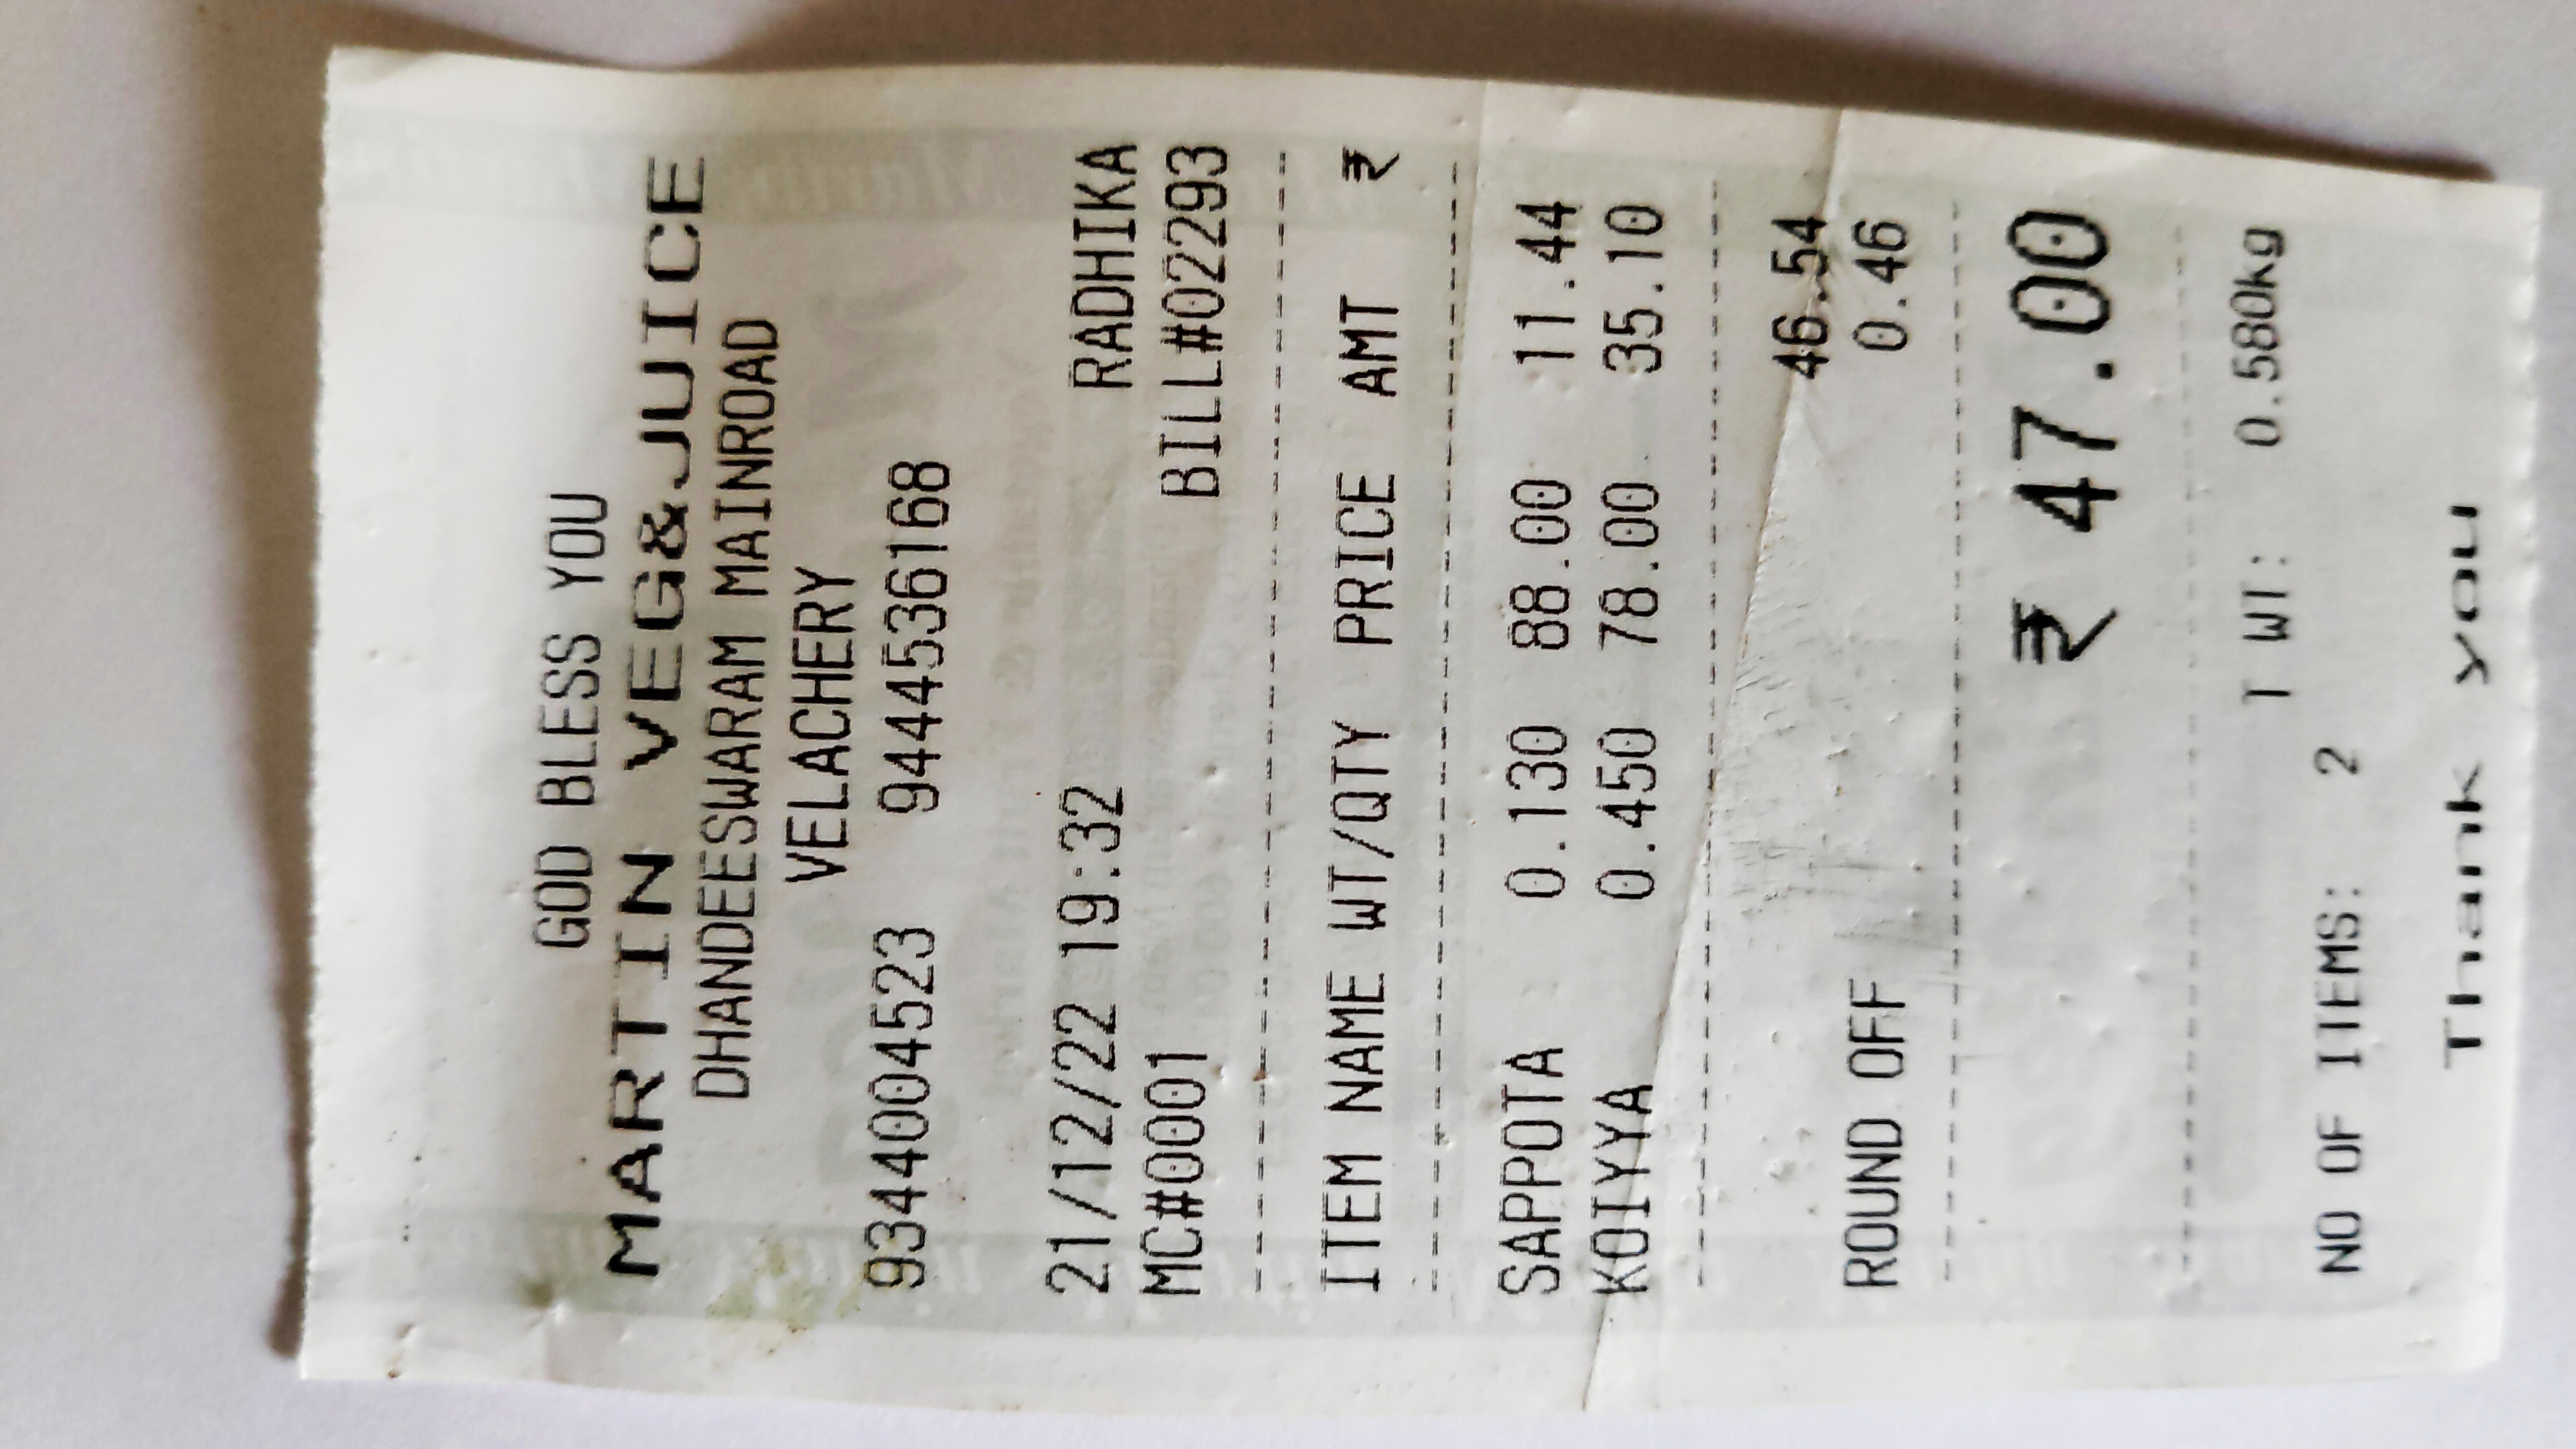 GOD BLESS YOU
MARTIN VEG&JUICE
DHANDEESWARAM MAINROAD
VELACHERY
9344004523 9444536168
21/12/22 19:32 RADHIKA
MC#0001 BILL#02293
ITEM NAME WT/QTY PRICE AMT ₹
SAPPOTA 0.130 88.00 11.44
KOIYYA 0.450 78.00 35.10
46.54
ROUND OFF 0.46
₹ 47.00
T WT: 0.580kg
NO OF ITEMS: 2
Thank you